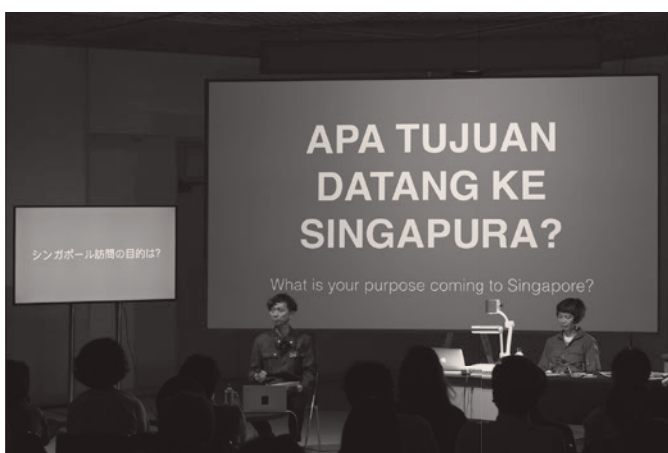 シンガポール訪問の目的は?
APA TUJUAN
DATANG KE
SINGAPURA?
What is your purpose coming to Singapore?